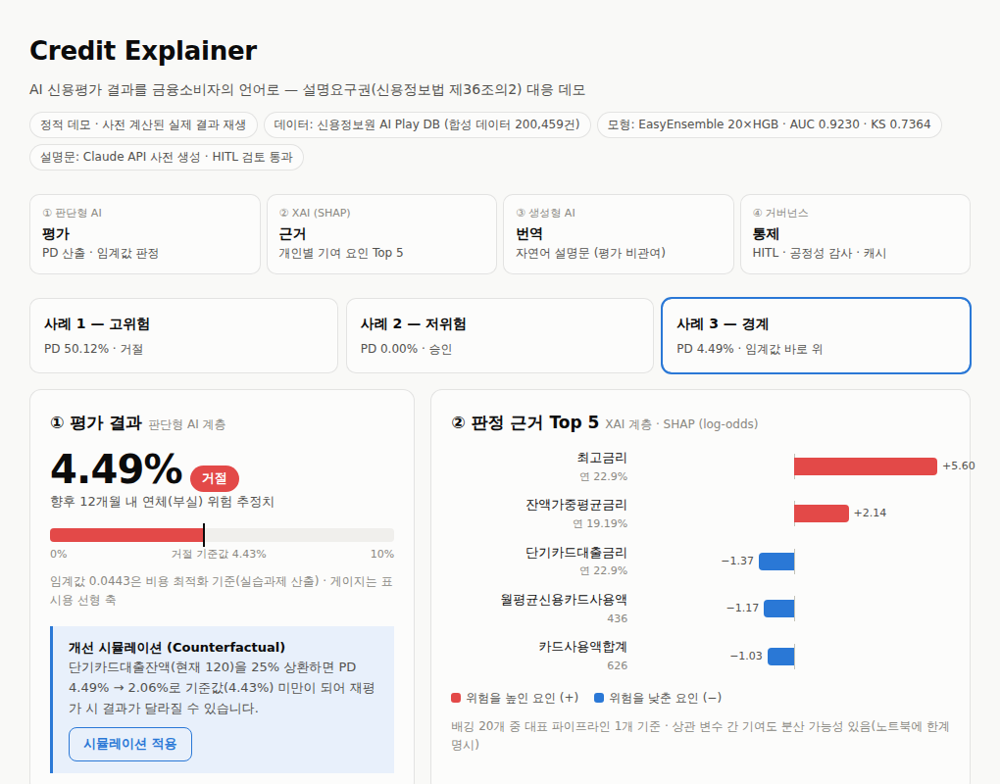 Credit Explainer
AI 신용평가 결과를 금융소비자의 언어로 — 설명요구권(신용정보법 제36조의2) 대응 데모
정적 데모 · 사전 계산된 실제 결과 재생
데이터: 신용정보원 AI Play DB (합성 데이터 200,459건)
모형: EasyEnsemble 20×HGB · AUC 0.9230 · KS 0.7364
설명문: Claude API 사전 생성 · HITL 검토 통과
① 판단형 AI
평가
PD 산출 · 임계값 판정
② XAI (SHAP)
근거
개인별 기여 요인 Top 5
③ 생성형 AI
번역
자연어 설명문 (평가 비관여)
④ 거버넌스
통제
HITL · 공정성 감사 · 캐시
사례 1 — 고위험
PD 50.12% · 거절
사례 2 — 저위험
PD 0.00% · 승인
사례 3 — 경계
PD 4.49% · 임계값 바로 위
① 평가 결과 판단형 AI 계층
4.49% 거절
향후 12개월 내 연체(부실) 위험 추정치
0% 거절 기준값 4.43% 10%
임계값 0.0443은 비용 최적화 기준(실습과제 산출) · 게이지는 표
시용 선형 축
개선 시뮬레이션 (Counterfactual)
단기카드대출잔액(현재 120)을 25% 상환하면 PD
4.49% → 2.06%로 기준값(4.43%) 미만이 되어 재평
가 시 결과가 달라질 수 있습니다.
시뮬레이션 적용
② 판정 근거 Top 5 XAI 계층 · SHAP (log-odds)
최고금리
연 22.9%
+5.60
잔액가중평균금리
연 19.19%
+2.14
단기카드대출금리
연 22.9%
−1.37
월평균신용카드사용액
436
−1.17
카드사용액합계
626
−1.03
위험을 높인 요인 (+) 위험을 낮춘 요인 (−)
배깅 20개 중 대표 파이프라인 1개 기준 · 상관 변수 간 기여도 분산 가능성 있음(노트북에 한계
명시)